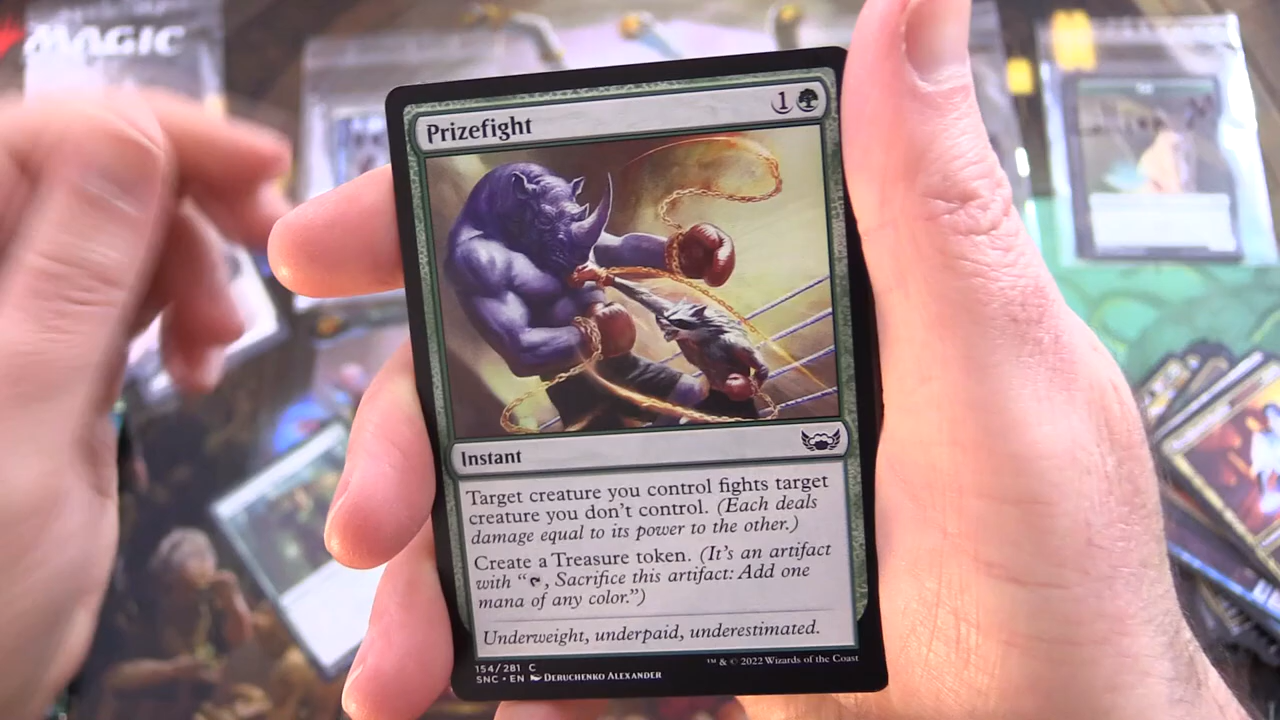 MAGIC
Prizefight
1
Instant
Target creature you control fights target
creature you don't control. (Each deals
damage equal to its power to the other.)
Create a Treasure token. (It's an artifact
with “, Sacrifice this artifact: Add one
mana of any color.”)
Underweight, underpaid, underestimated.
154/281 C
™ & © 2022 Wizards of the Coast
SNC • EN Deruchenko Alexander